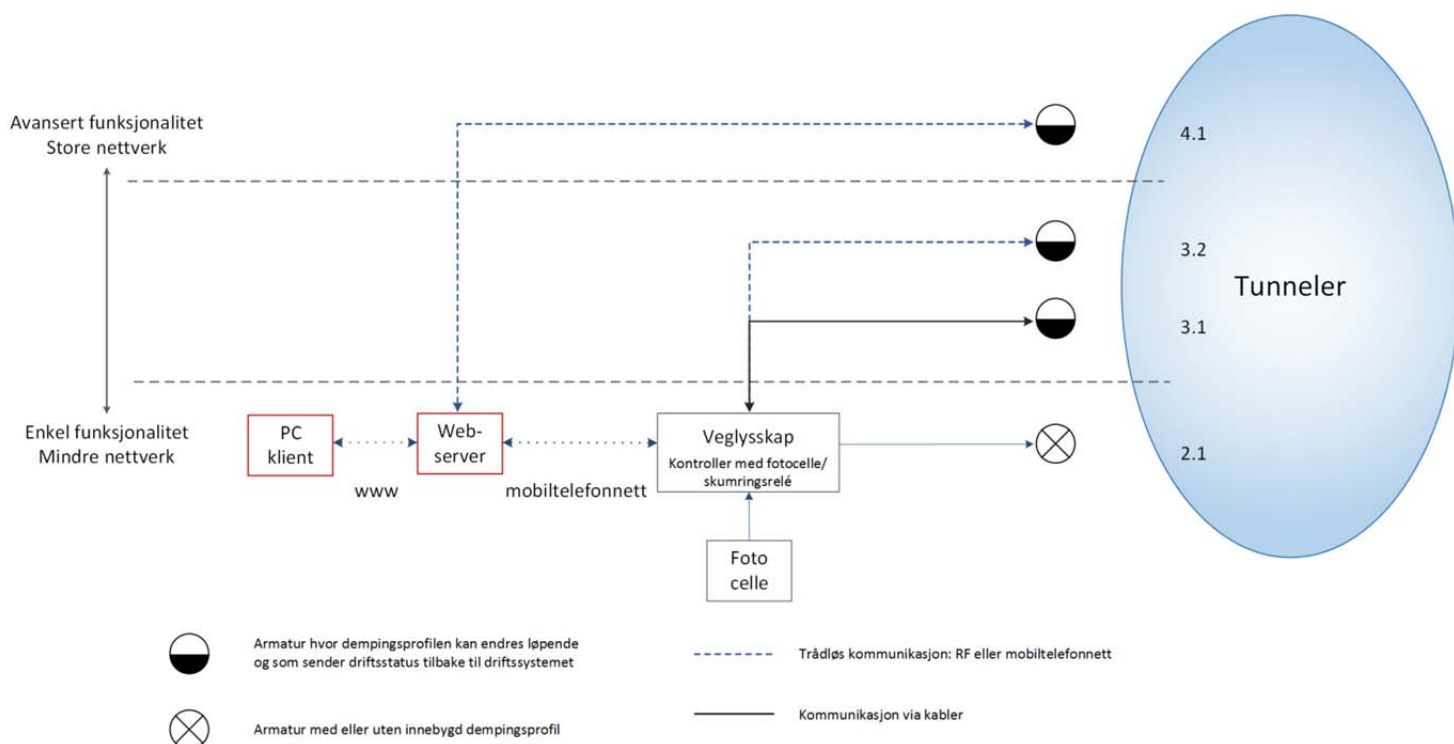 Avansert funksjonalitet
Store nettverk
4.1
3.2
Tunneler
3.1
Enkel funksjonalitet
Mindre nettverk
PC
klient
Web-
server
Veglysskap
Kontroller med fotocelle/
skumringsrelé
2.1
www
mobiltelefonnett
Foto
celle
Armatur hvor dempingsprofilen kan endres løpende
og som sender driftsstatus tilbake til driftssystemet
Trådløs kommunikasjon: RF eller mobiltelefonnett
Armatur med eller uten innebygd dempingsprofil
Kommunikasjon via kabler